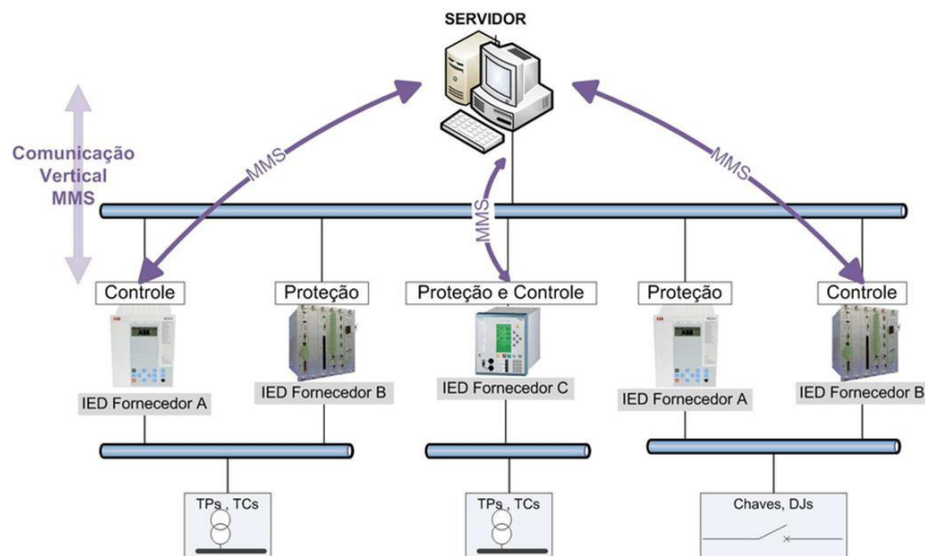 SERVIDOR
MMS
MMS
MMS
Comunicação
Vertical
MMS
Controle
Proteção
Proteção e Controle
Proteção
Controle
IED Fornecedor A
IED Fornecedor B
IED Fornecedor C
IED Fornecedor A
IED Fornecedor B
TPs , TCs
TPs , TCs
Chaves, DJs